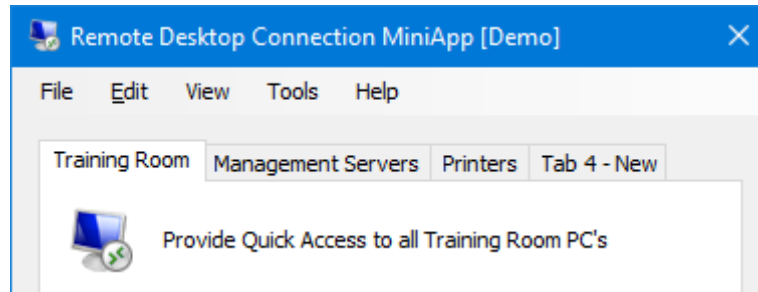 Remote Desktop Connection MiniApp [Demo]
File Edit View Tools Help
Training Room Management Servers Printers Tab 4 - New
Provide Quick Access to all Training Room PC's